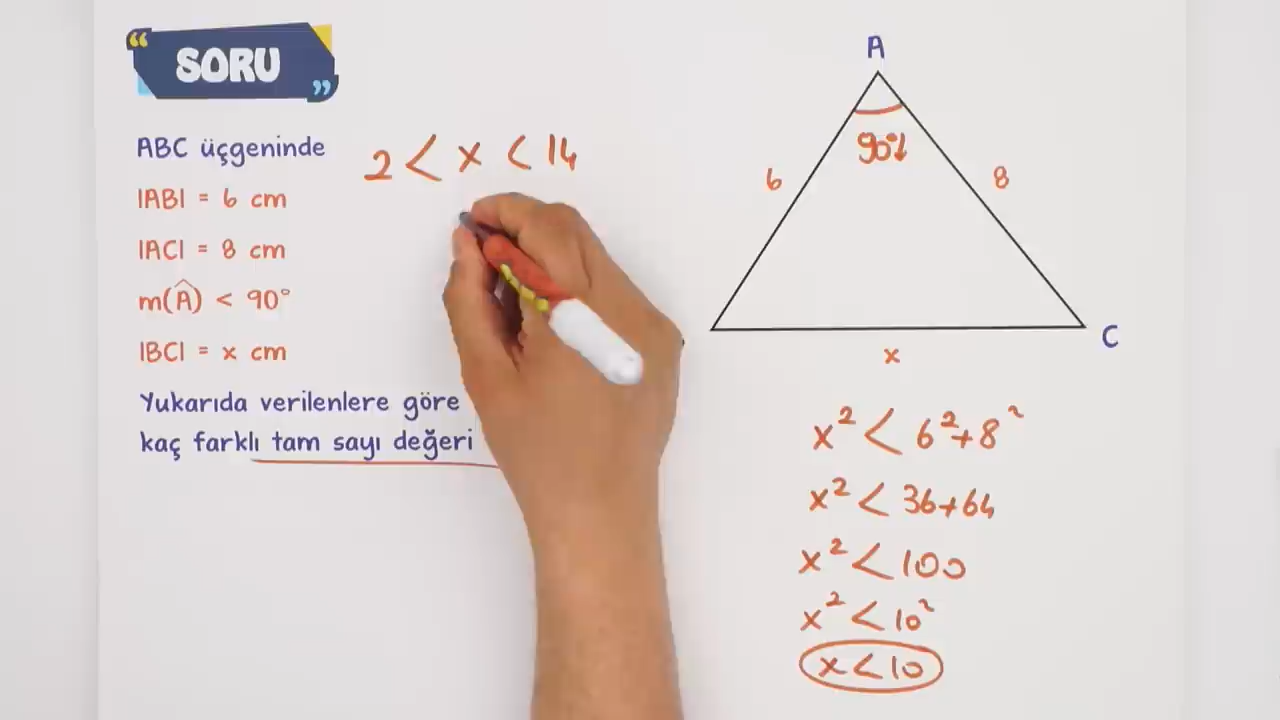 SORU
ABC üçgeninde
|AB| = 6 cm
|AC| = 8 cm
m(Â) < 90°
|BC| = x cm
Yukarıda verilenlere göre
kaç farklı tam sayı değeri
2 < x < 14
A
90°↓
6
8
C
x
x² < 6²+8²
x² < 36+64
x² < 100
x² < 10²
x < 10